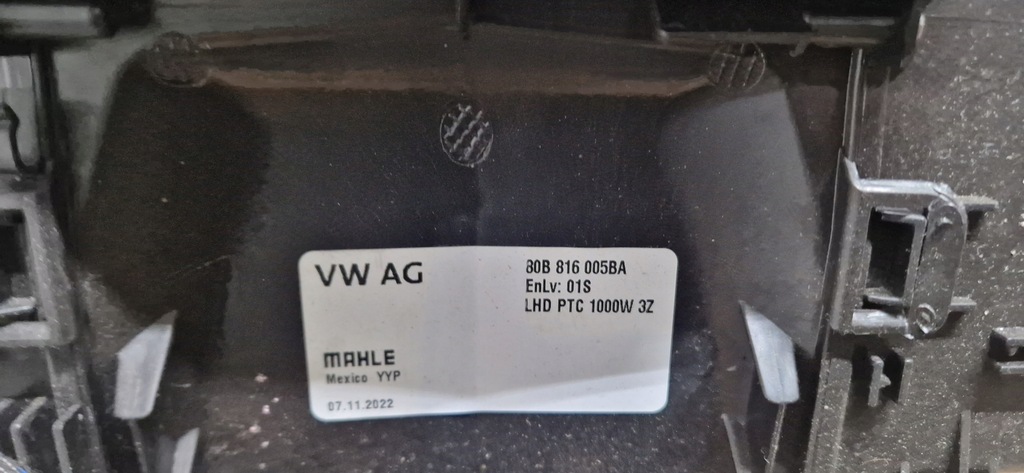 VW AG
80B 816 005BA
EnLv: 01S
LHD PTC 1000W 3Z
MAHLE
Mexico YYP
07.11.2022